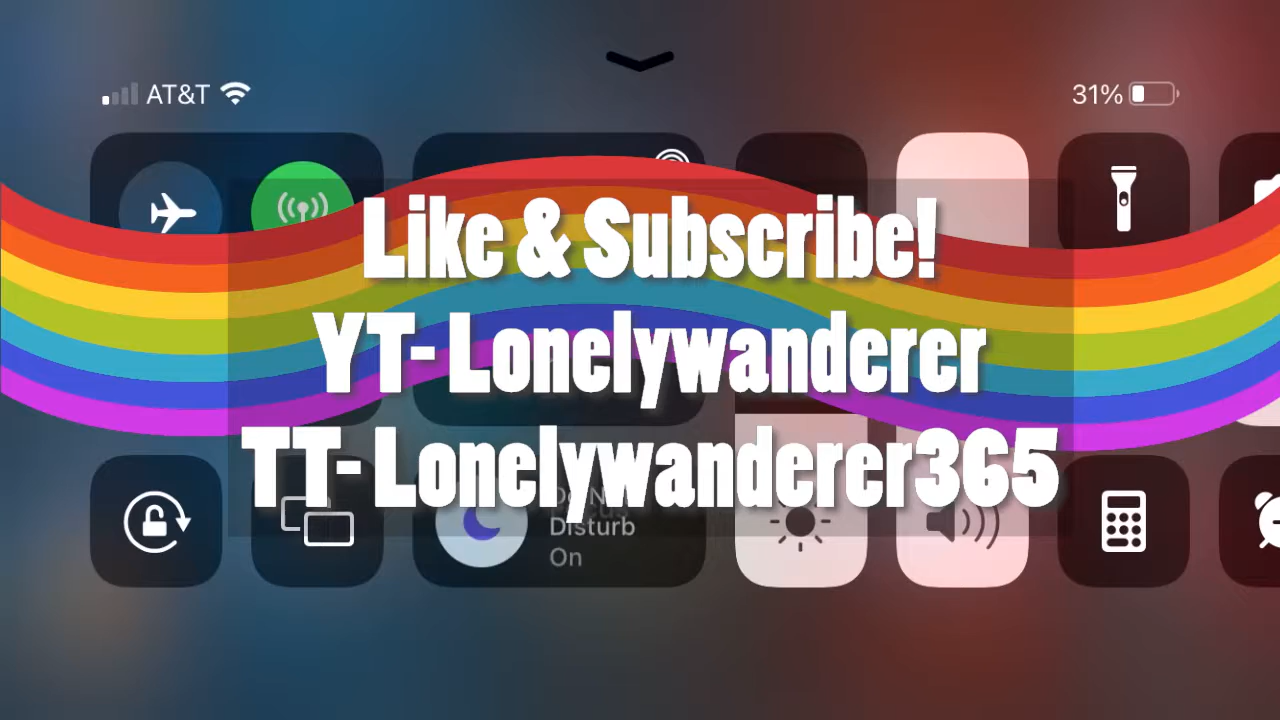 AT&T 31%
Like & Subscribe!
YT- Lonelywanderer
TT- Lonelywanderer365
Disturb
On